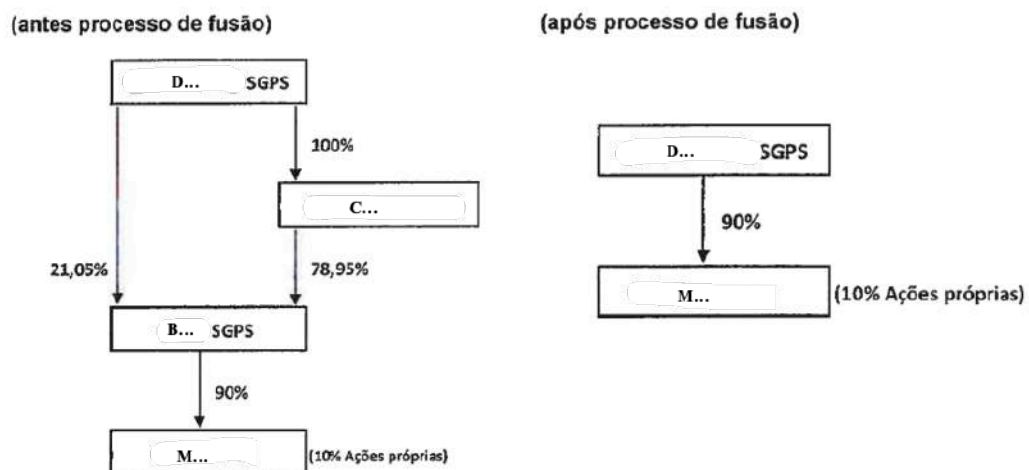 (antes processo de fusão)
D... SGPS
100%
C...
21,05%
78,95%
B... SGPS
90%
M...
(10% Ações próprias)
(após processo de fusão)
D... SGPS
90%
M...
(10% Ações próprias)